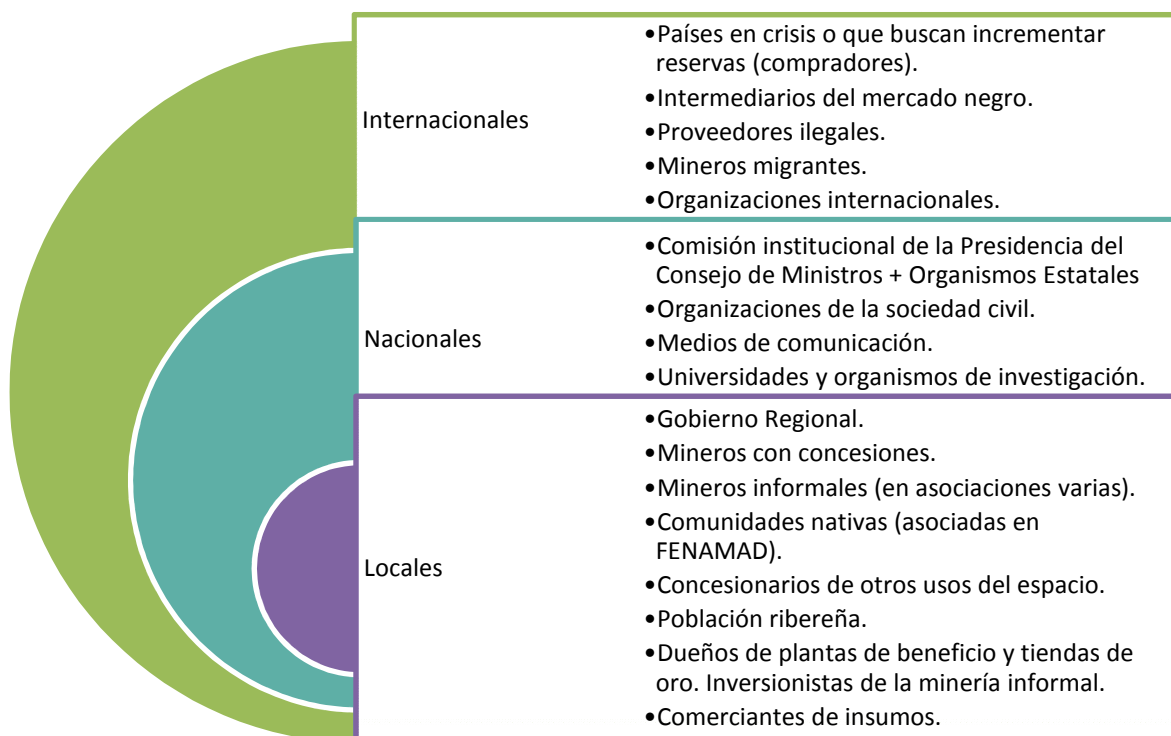 Internacionales
•Países en crisis o que buscan incrementar
reservas (compradores).
•Intermediarios del mercado negro.
•Proveedores ilegales.
•Mineros migrantes.
•Organizaciones internacionales.
Nacionales
•Comisión institucional de la Presidencia del
Consejo de Ministros + Organismos Estatales
•Organizaciones de la sociedad civil.
•Medios de comunicación.
•Universidades y organismos de investigación.
Locales
•Gobierno Regional.
•Mineros con concesiones.
•Mineros informales (en asociaciones varias).
•Comunidades nativas (asociadas en
FENAMAD).
•Concesionarios de otros usos del espacio.
•Población ribereña.
•Dueños de plantas de beneficio y tiendas de
oro. Inversionistas de la minería informal.
•Comerciantes de insumos.